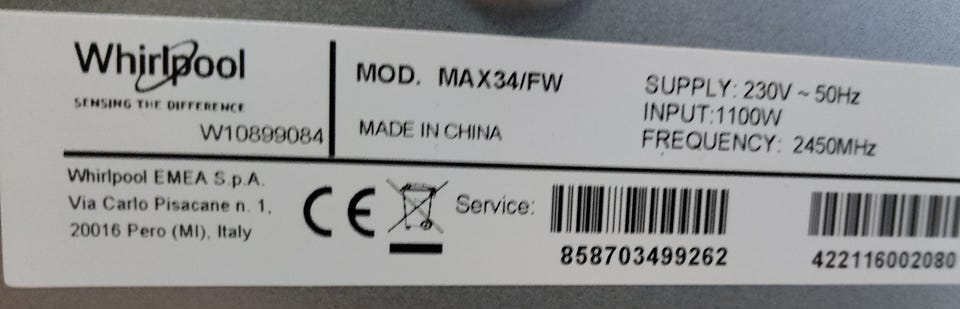 Whirlpool
SENSING THE DIFFERENCE
W10899084
MOD. MAX34/FW
MADE IN CHINA
SUPPLY: 230V ~ 50Hz
INPUT:1100W
FREQUENCY: 2450MHz
Whirlpool EMEA S.p.A.
Via Carlo Pisacane n. 1,
20016 Pero (MI), Italy
CE
Service:
858703499262
422116002080